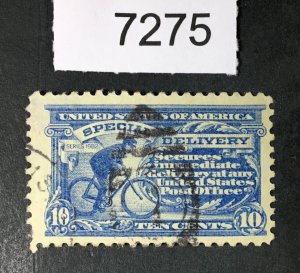 7275
UNITED STATES OF AMERICA
SPECIAL DELIVERY
SERIES 1902
Secures
immediate
delivery at any
United States
Post Office.
10 TEN CENTS 10